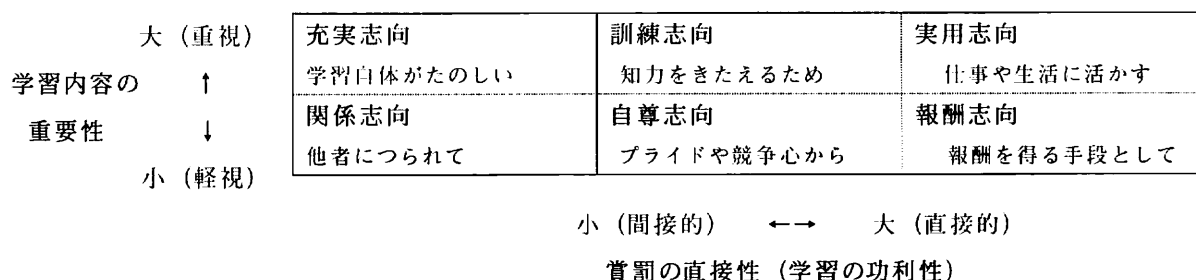 大（重視）
学習内容の ↑
重要性 ↓
小（軽視）
充実志向 訓練志向 実用志向
学習自体がたのしい 知力をきたえるため 仕事や生活に活かす
関係志向 自尊志向 報酬志向
他者につられて プライドや競争心から 報酬を得る手段として
小（間接的） ←→ 大（直接的）
賞罰の直接性（学習の功利性）